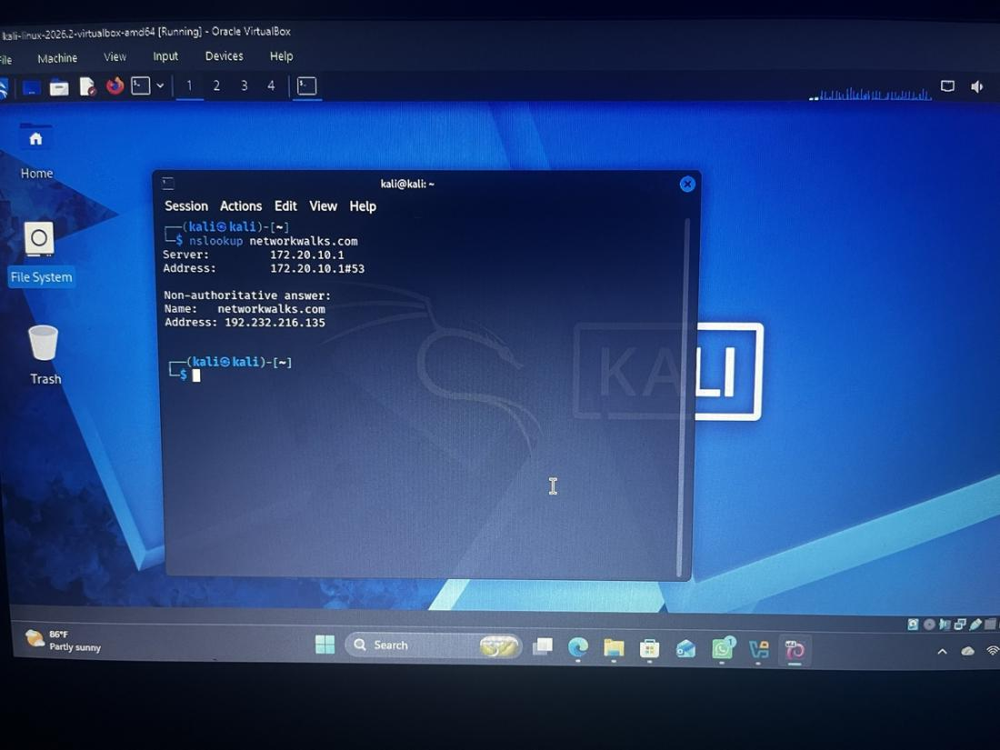 kali-linux-2026.2-virtualbox-amd64 [Running] - Oracle VirtualBox
File Machine View Input Devices Help
1 2 3 4
Home
File System
Trash
kali@kali: ~
Session Actions Edit View Help
┌──(kali㉿kali)-[~]
└─$ nslookup networkwalks.com
Server: 172.20.10.1
Address: 172.20.10.1#53
Non-authoritative answer:
Name: networkwalks.com
Address: 192.232.216.135
┌──(kali㉿kali)-[~]
└─$
KALI
86°F
Partly sunny
Search
1